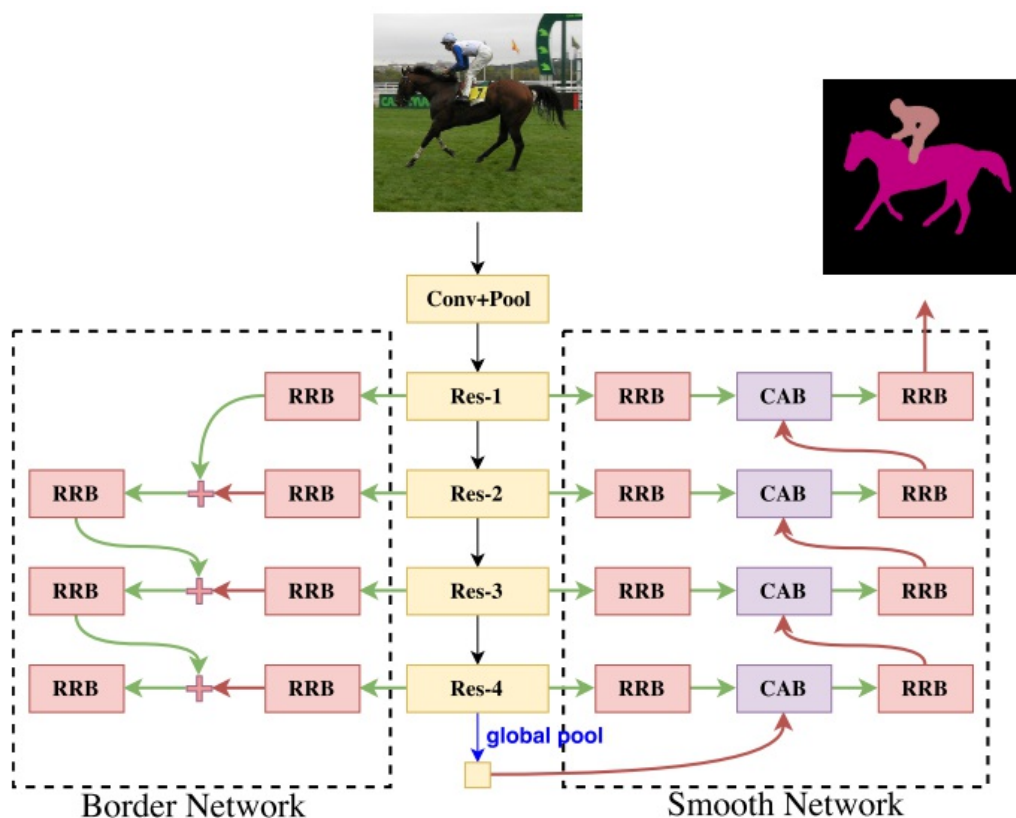 7
Conv+Pool
RRB Res-1 RRB CAB RRB
RRB RRB Res-2 RRB CAB RRB
RRB RRB Res-3 RRB CAB RRB
RRB RRB Res-4 RRB CAB RRB
global pool
Border Network Smooth Network